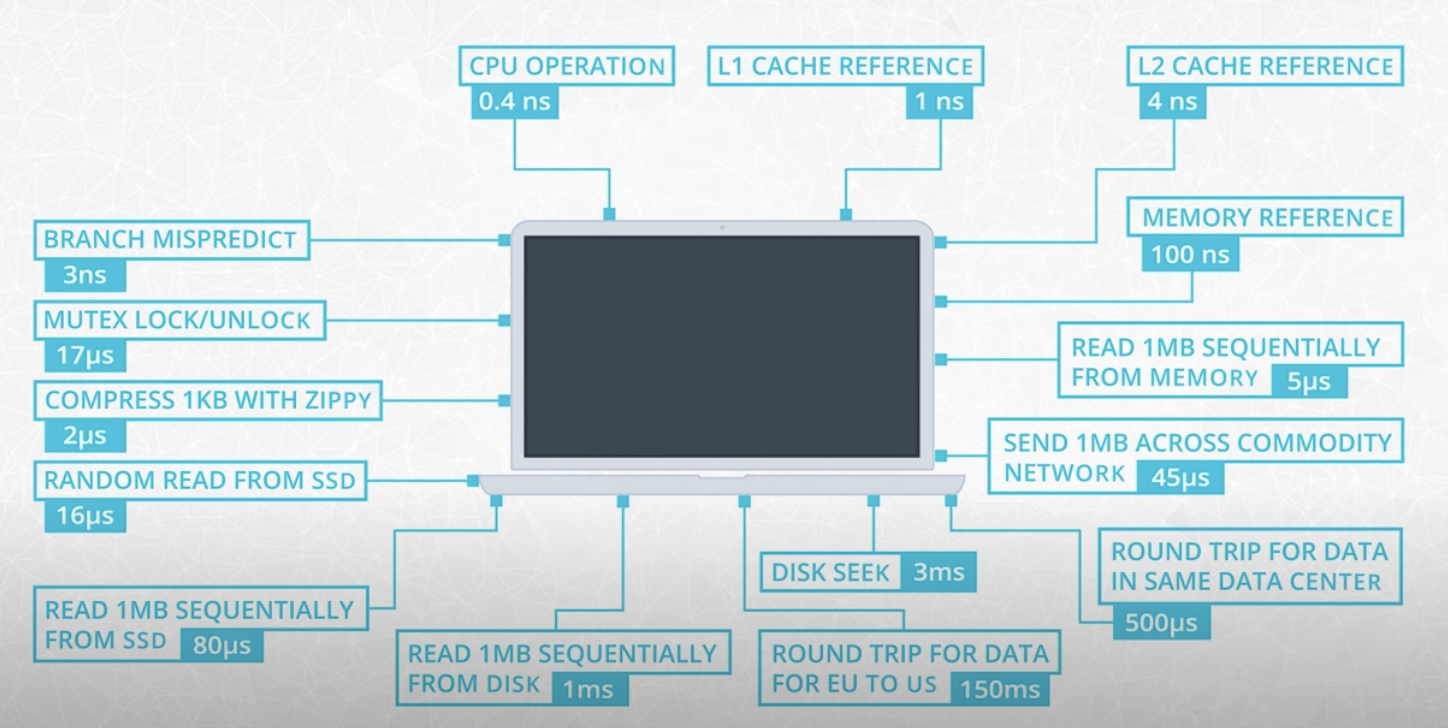 CPU OPERATION
0.4 ns
L1 CACHE REFERENCE
1 ns
L2 CACHE REFERENCE
4 ns
BRANCH MISPREDICT
3ns
MUTEX LOCK/UNLOCK
17µs
COMPRESS 1KB WITH ZIPPY
2µs
RANDOM READ FROM SSD
16µs
READ 1MB SEQUENTIALLY
FROM SSD 80µs
MEMORY REFERENCE
100 ns
READ 1MB SEQUENTIALLY
FROM MEMORY 5µs
SEND 1MB ACROSS COMMODITY
NETWORK 45µs
ROUND TRIP FOR DATA
IN SAME DATA CENTER
500µs
DISK SEEK 3ms
READ 1MB SEQUENTIALLY
FROM DISK 1ms
ROUND TRIP FOR DATA
FOR EU TO US 150ms